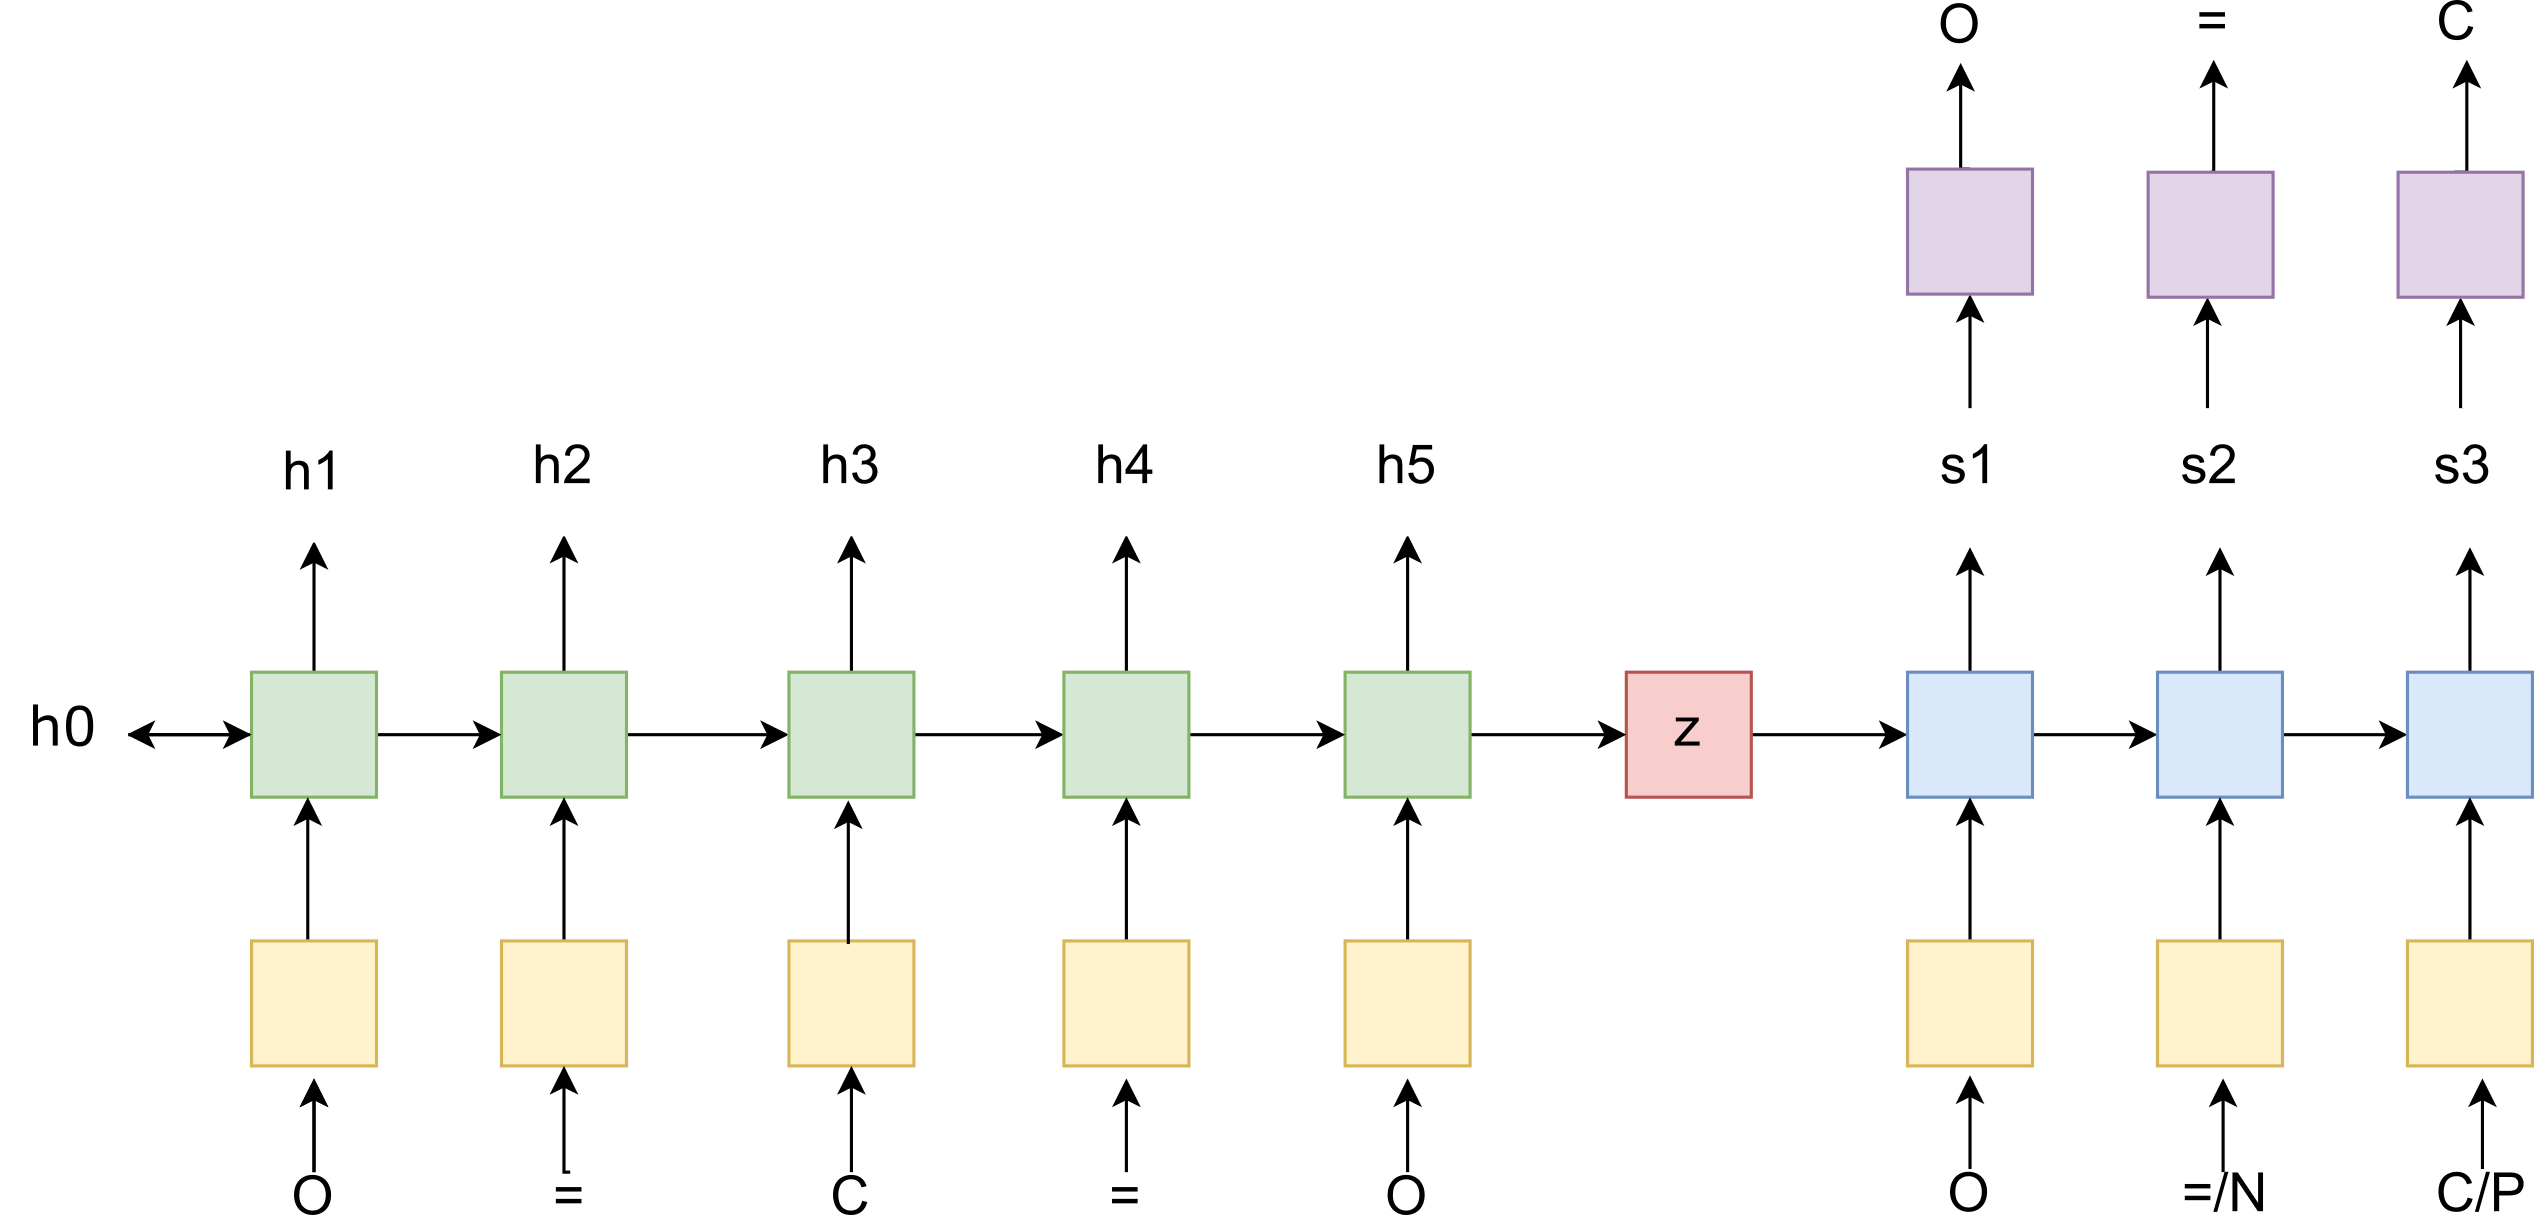 O = C
h1 h2 h3 h4 h5 s1 s2 s3
h0 z
O = C = O O =/N C/P